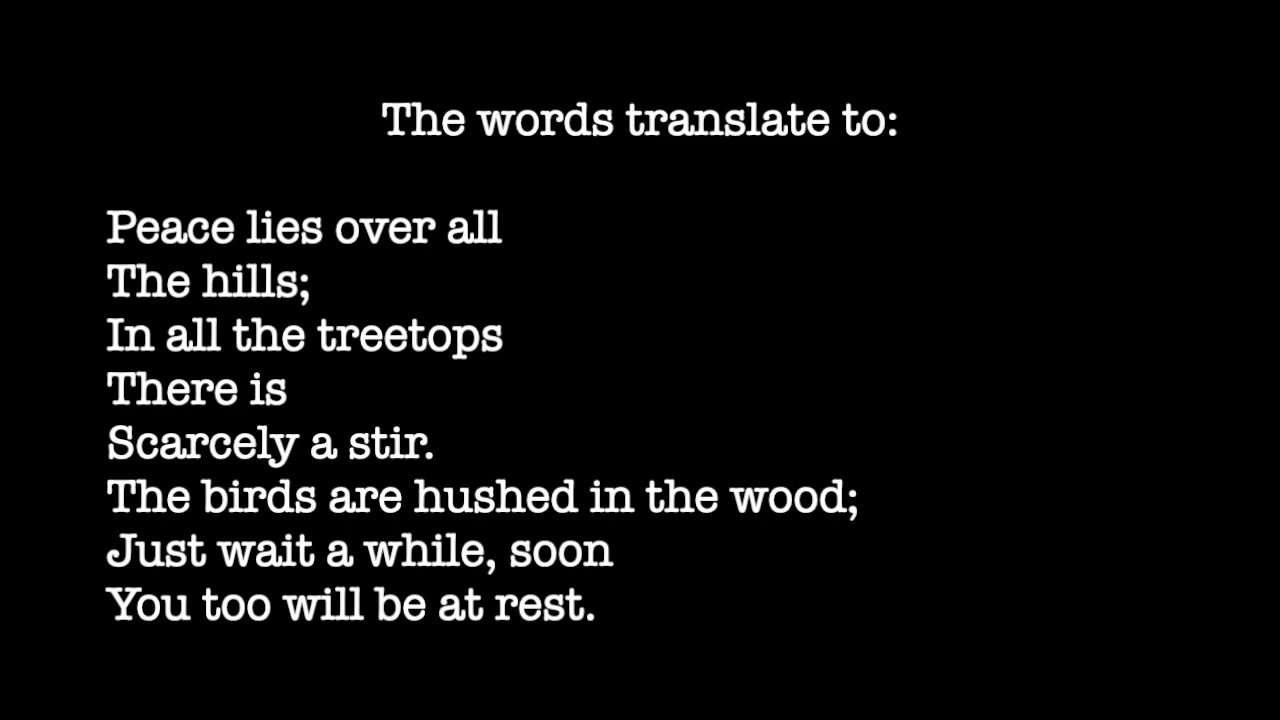 The words translate to:
Peace lies over all
The hills;
In all the treetops
There is
Scarcely a stir.
The birds are hushed in the wood;
Just wait a while, soon
You too will be at rest.